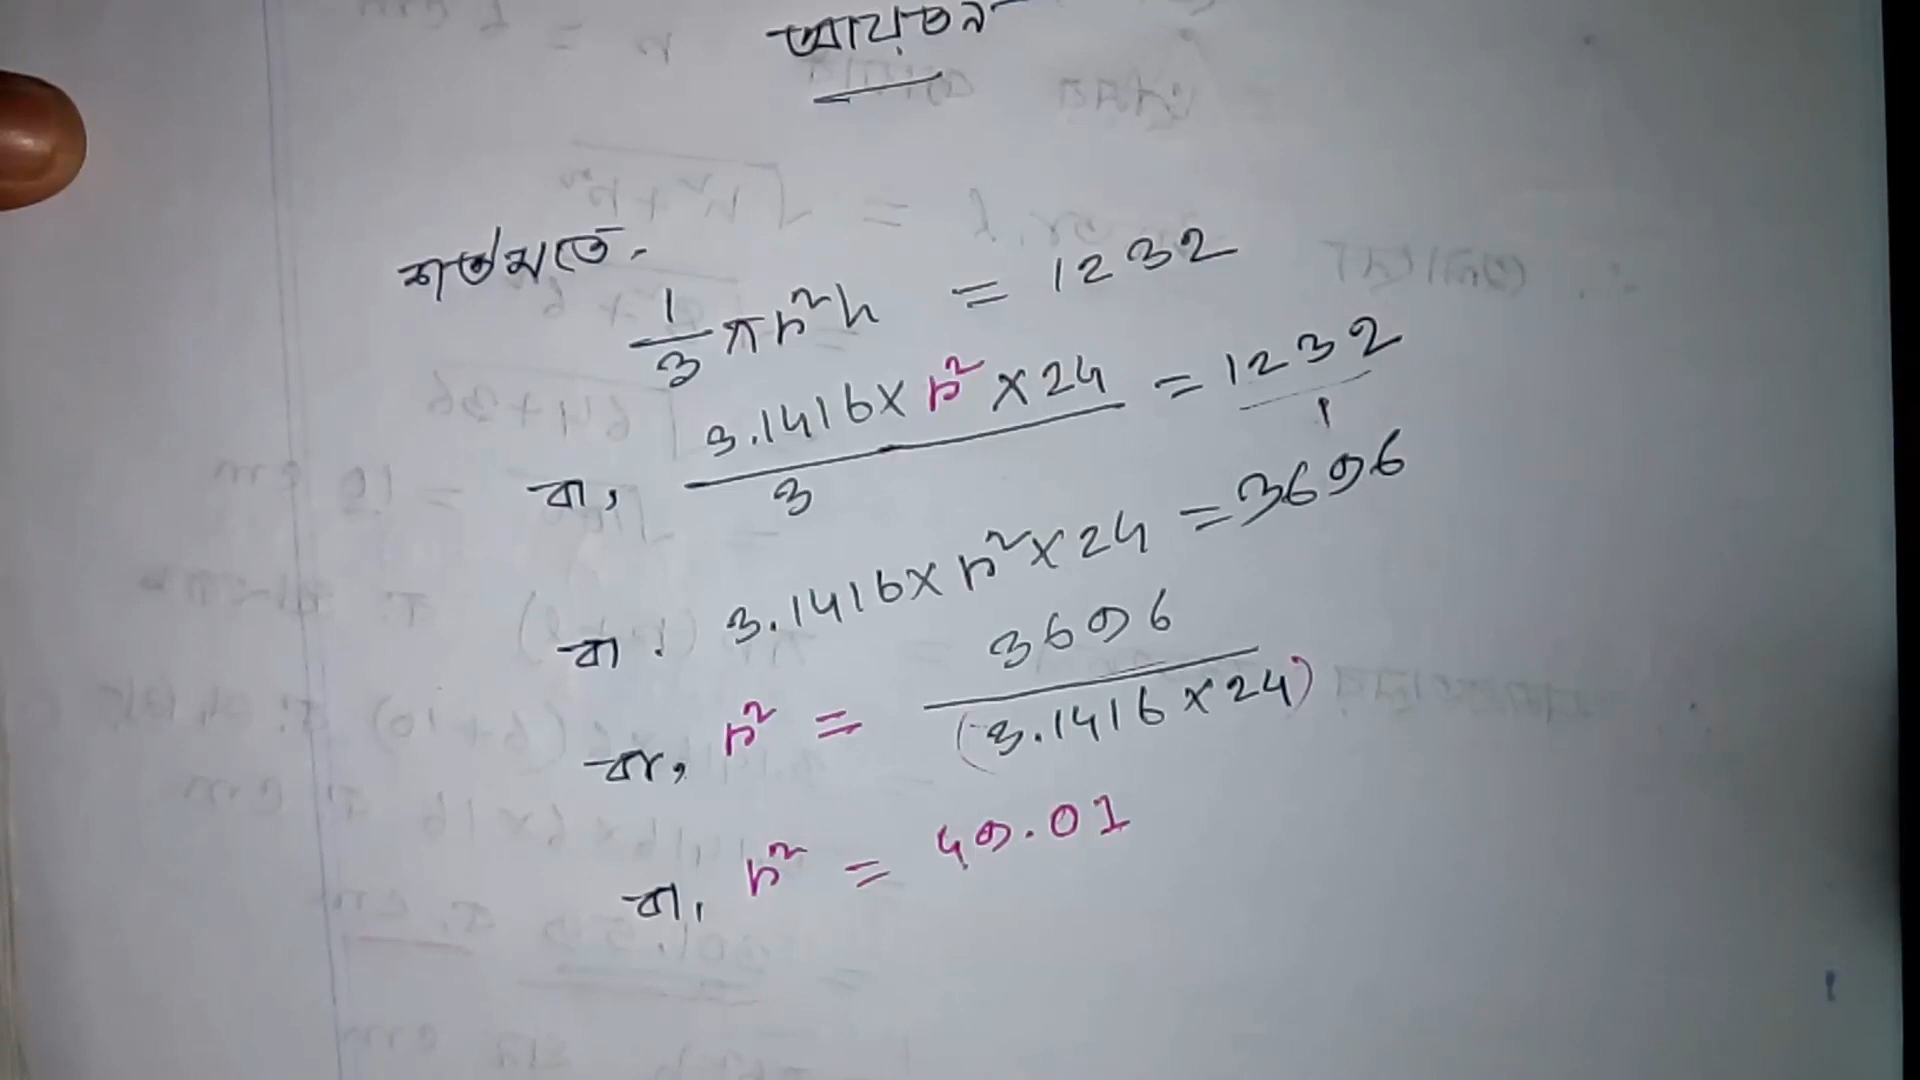 আয়তন
শর্তমতে,
1/3 πr²h = 1232
বা, 3.1416×r²×24/3 = 1232/1
বা, 3.1416×r²×24 = 3696
বা, r² = 3696/(3.1416×24)
বা, r² = 49.01